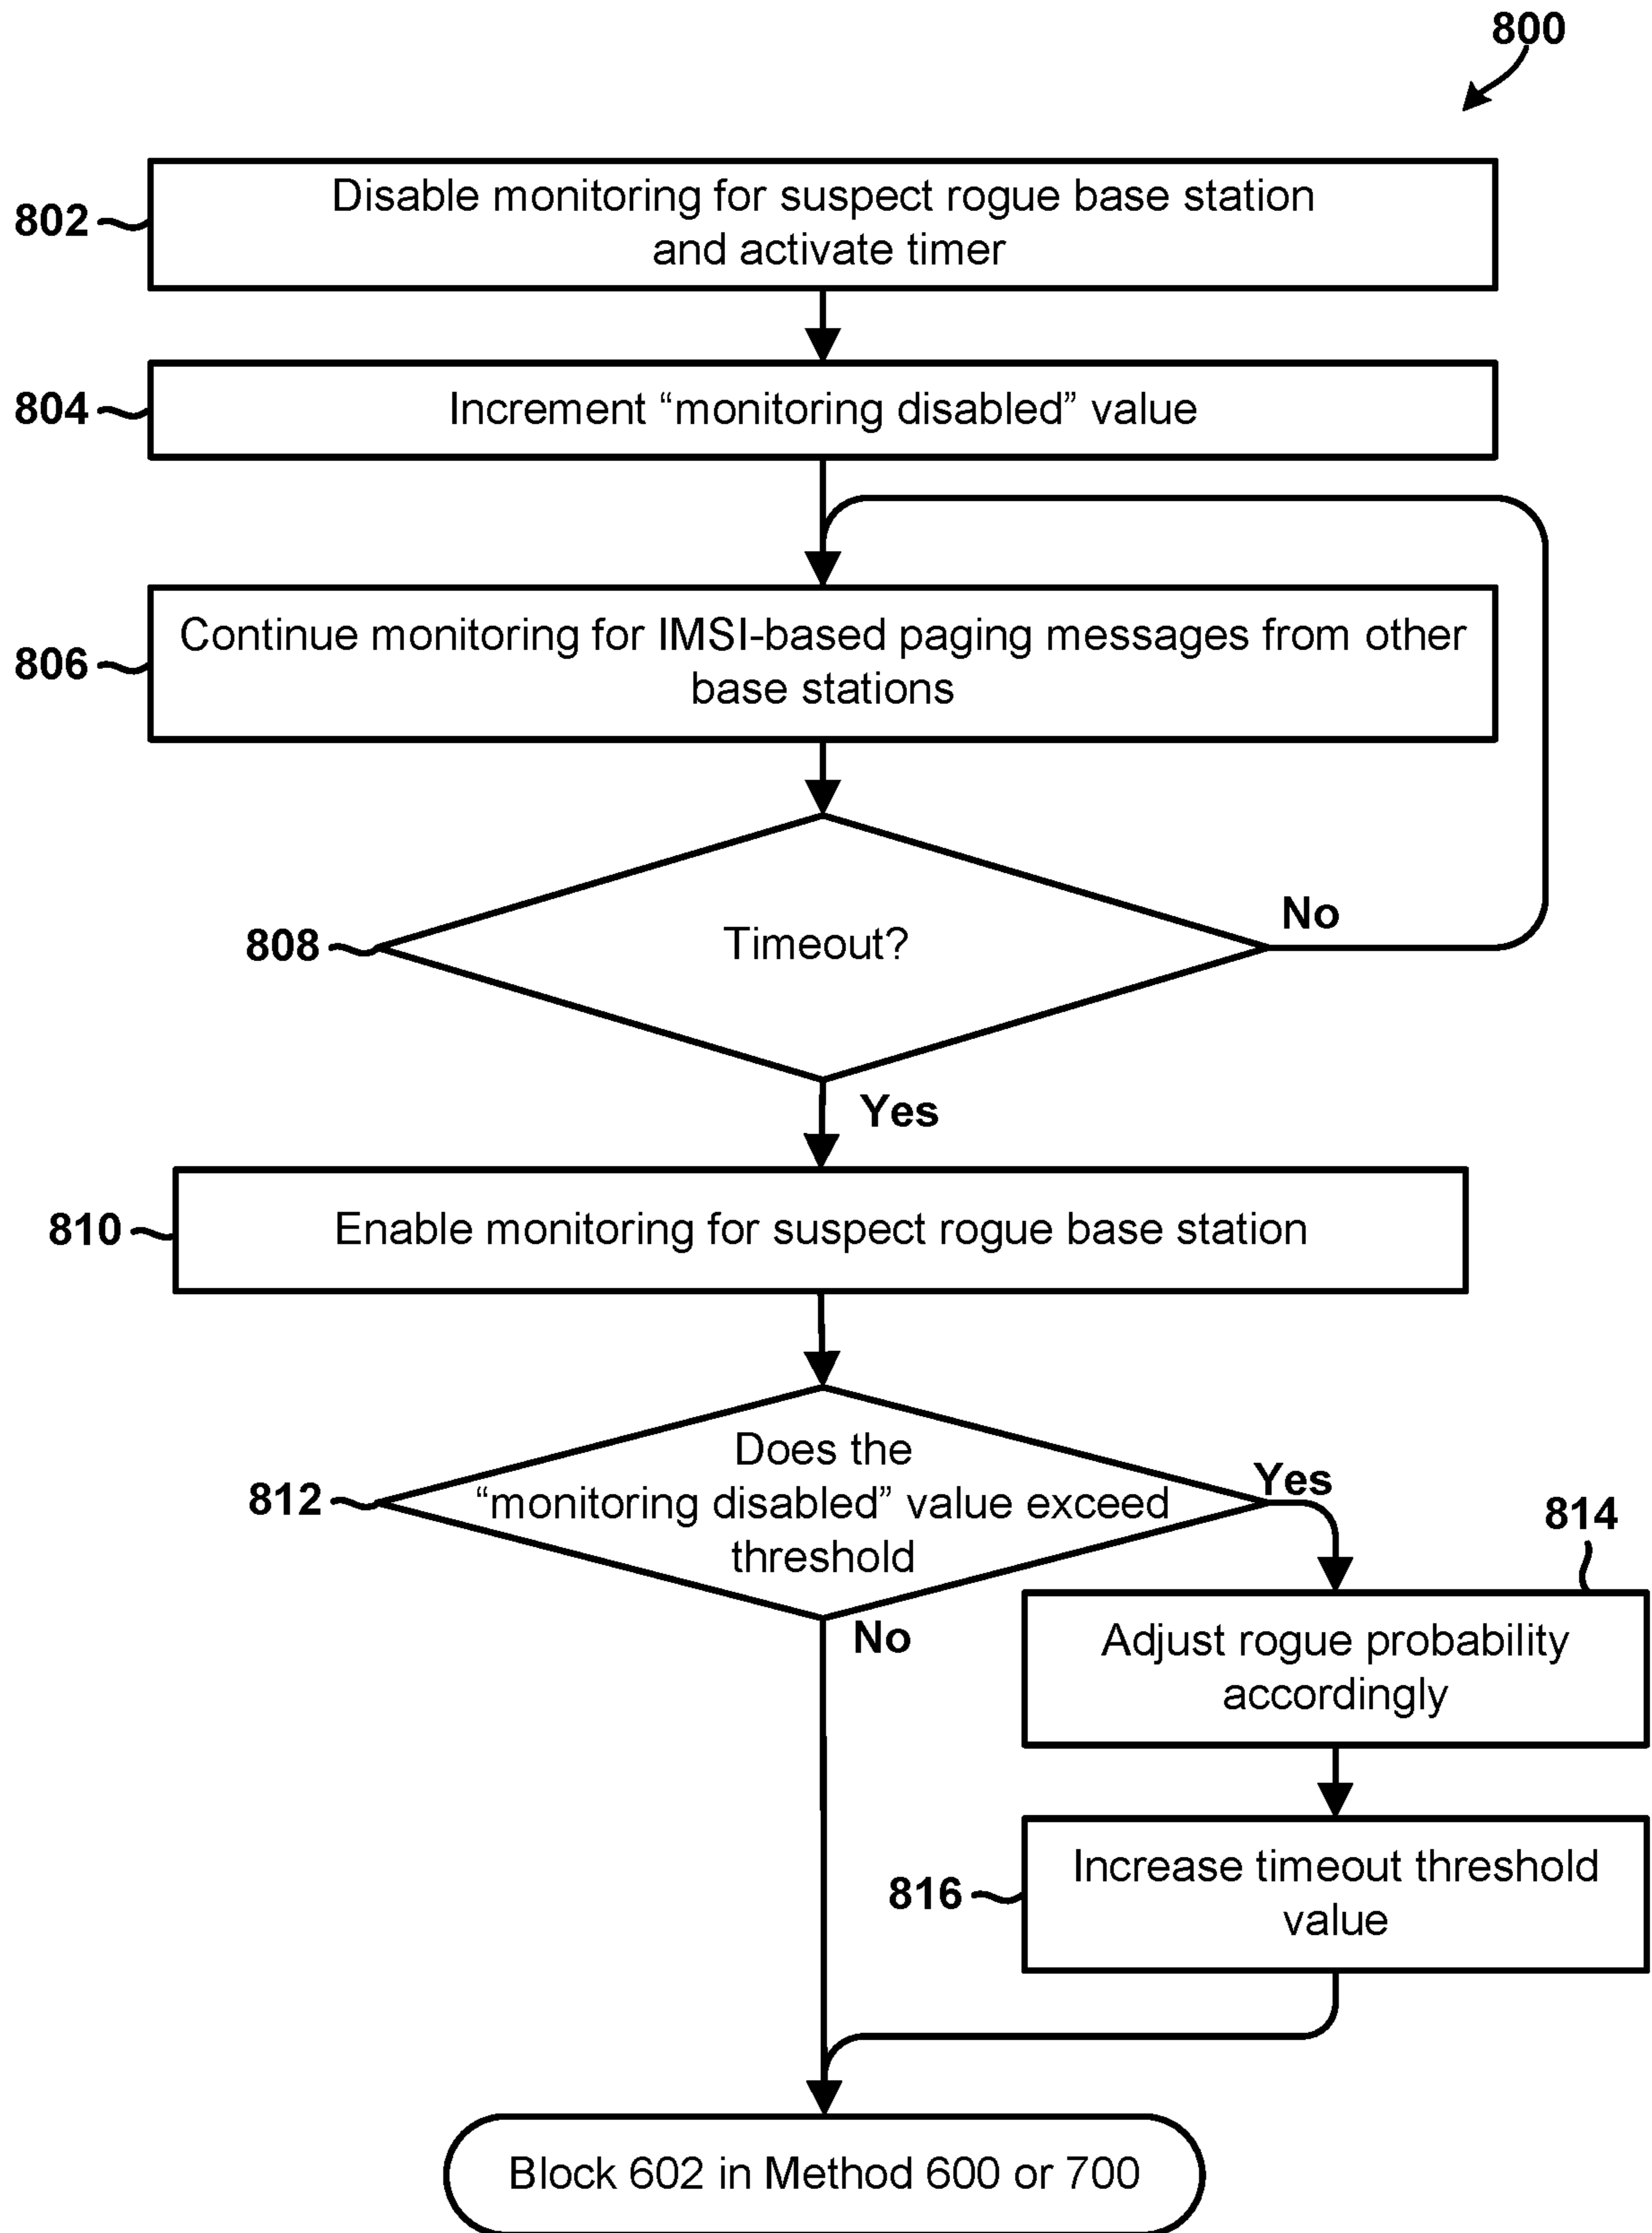 800
802
Disable monitoring for suspect rogue base station
and activate timer
804
Increment “monitoring disabled” value
806
Continue monitoring for IMSI-based paging messages from other
base stations
808
Timeout?
No
Yes
810
Enable monitoring for suspect rogue base station
812
Does the
“monitoring disabled” value exceed
threshold
Yes
No
814
Adjust rogue probability
accordingly
816
Increase timeout threshold
value
Block 602 in Method 600 or 700